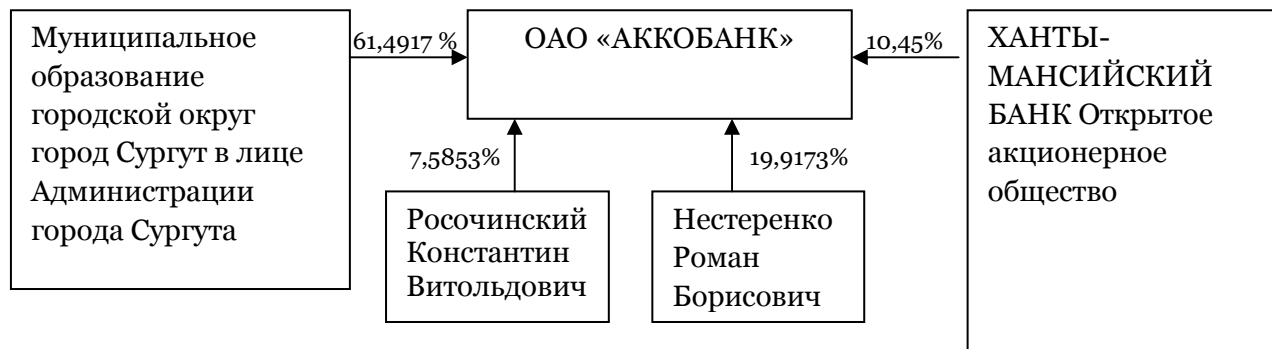 Муниципальное
образование
городской округ
город Сургут в лице
Администрации
города Сургута
61,4917 %
ОАО «АККОБАНК»
10,45%
ХАНТЫ-
МАНСИЙСКИЙ
БАНК Открытое
акционерное
общество
7,5853%
19,9173%
Росочинский
Константин
Витольдович
Нестеренко
Роман
Борисович